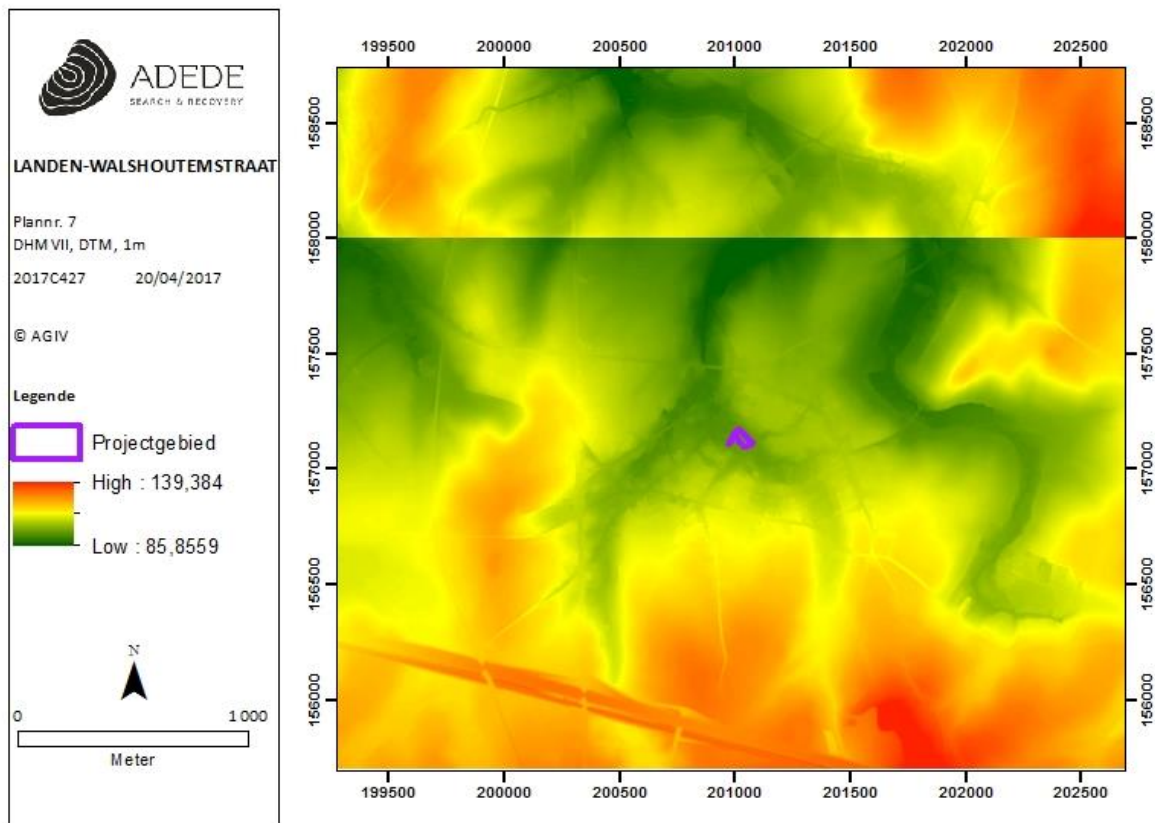 ADEDE
SEARCH & RECOVERY
LANDEN-WALSHOUTEMSTRAAT
Plannr. 7
DHM VII, DTM, 1m
2017C427 20/04/2017
© AGIV
Legende
Projectgebied
High : 139,384
Low : 85,8559
N
0 1000
Meter
199500 200000 200500 201000 201500 202000 202500
158500 158500
158000 158000
157500 157500
157000 157000
156500 156500
156000 156000
199500 200000 200500 201000 201500 202000 202500